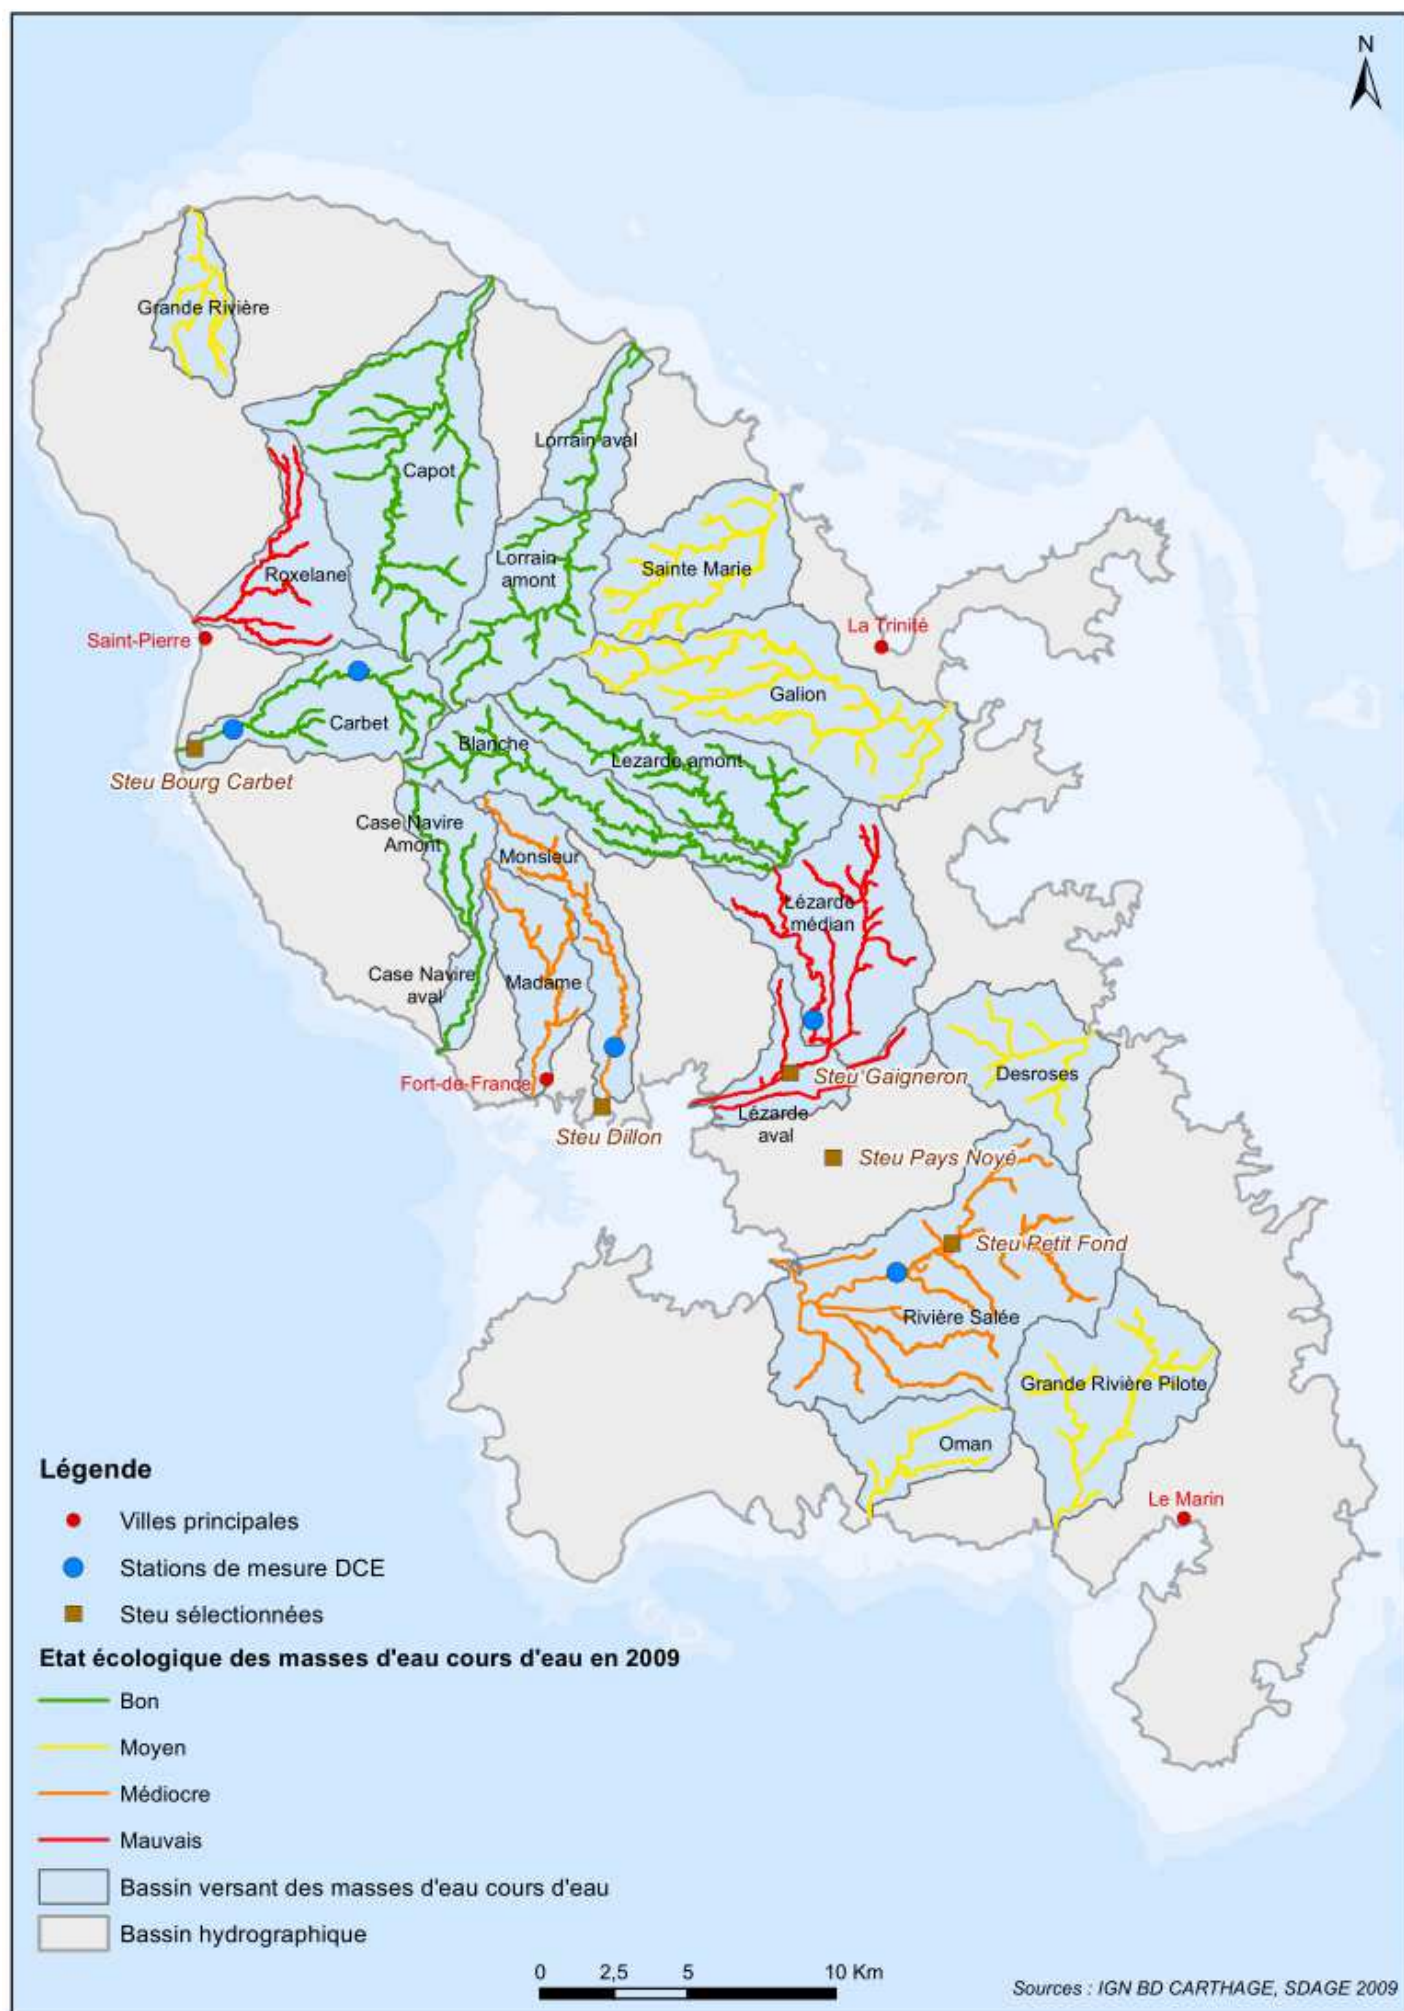 N
Grande Rivière
Lorrain aval
Capot
Lorrain
amont
Sainte Marie
Roxelane
La Trinité
Saint-Pierre
Galion
Carbet
Blanche
Lezarde amont
Steu Bourg Carbet
Case Navire
Amont
Monsieur
Lézarde
médian
Case Navire
aval
Madame
Desroses
Fort-de-France
Steu Gaigneron
Lézarde
aval
Steu Dillon
Steu Pays Noyé
Steu Petit Fond
Rivière Salée
Grande Rivière Pilote
Oman
Le Marin
Légende
Villes principales
Stations de mesure DCE
Steu sélectionnées
Etat écologique des masses d'eau cours d'eau en 2009
Bon
Moyen
Médiocre
Mauvais
Bassin versant des masses d'eau cours d'eau
Bassin hydrographique
0 2,5 5 10 Km
Sources : IGN BD CARTHAGE, SDAGE 2009